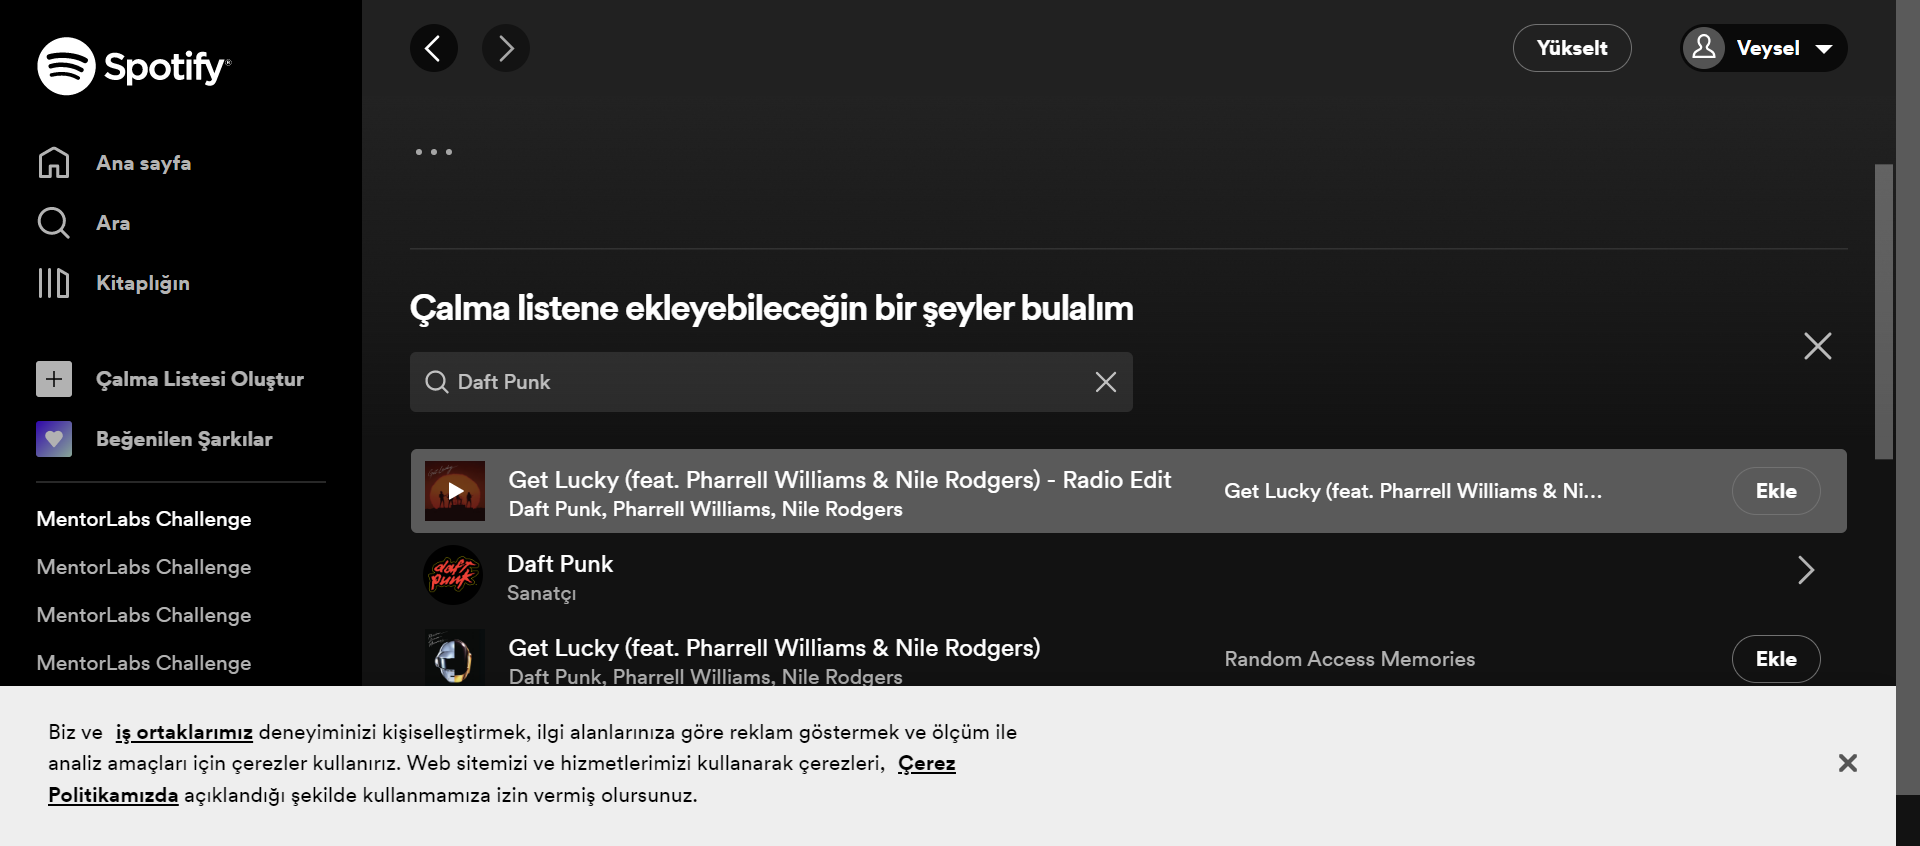 Spotify
Ana sayfa
Ara
Kitaplığın
Çalma Listesi Oluştur
Beğenilen Şarkılar
MentorLabs Challenge
MentorLabs Challenge
MentorLabs Challenge
MentorLabs Challenge
Yükselt
Veysel
Çalma listene ekleyebileceğin bir şeyler bulalım
Daft Punk
Get Lucky (feat. Pharrell Williams & Nile Rodgers) - Radio Edit
Daft Punk, Pharrell Williams, Nile Rodgers
Get Lucky (feat. Pharrell Williams & Ni...
Ekle
daft punk
Daft Punk
Sanatçı
Get Lucky (feat. Pharrell Williams & Nile Rodgers)
Daft Punk, Pharrell Williams, Nile Rodgers
Random Access Memories
Ekle
Biz ve iş ortaklarımız deneyiminizi kişiselleştirmek, ilgi alanlarınıza göre reklam göstermek ve ölçüm ile
analiz amaçları için çerezler kullanırız. Web sitemizi ve hizmetlerimizi kullanarak çerezleri, Çerez
Politikamızda açıklandığı şekilde kullanmamıza izin vermiş olursunuz.